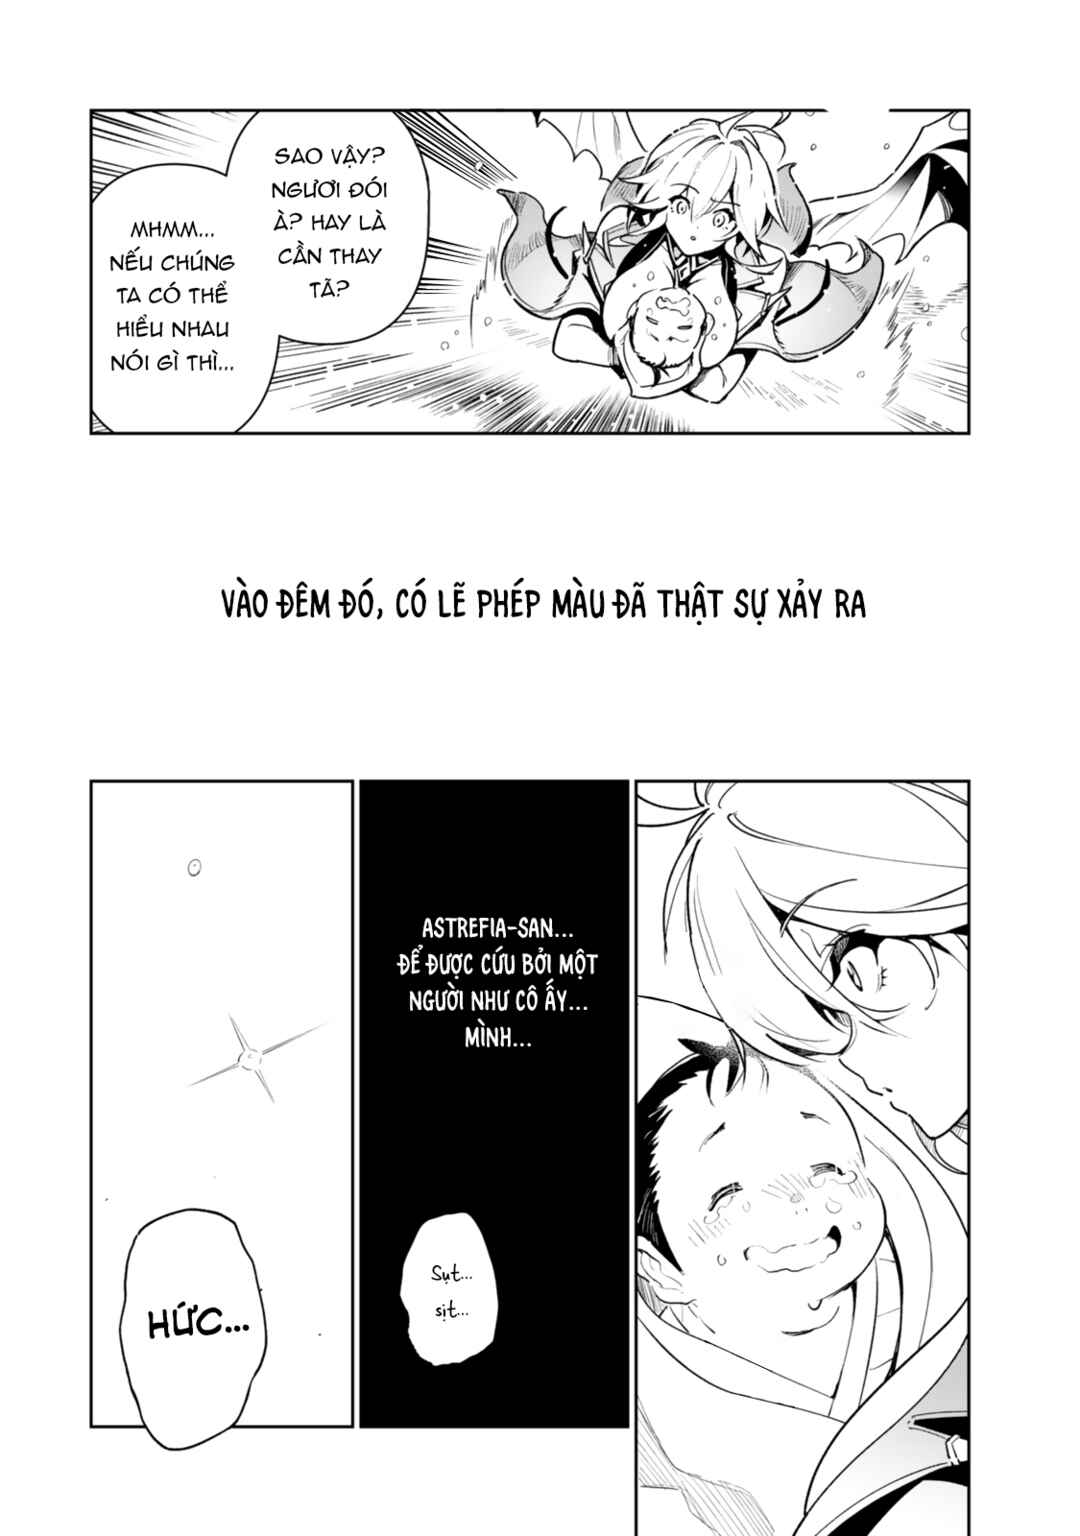 SAO VẬY?
NGƯƠI ĐÓI
À? HAY LÀ
CẦN THAY
TÃ?
MHMM...
NẾU CHÚNG
TA CÓ THỂ
HIỂU NHAU
NÓI GÌ THÌ...
VÀO ĐÊM ĐÓ, CÓ LẼ PHÉP MÀU ĐÃ THẬT SỰ XẢY RA
ASTREFIA-SAN...
ĐỂ ĐƯỢC CỨU BỞI MỘT
NGƯỜI NHƯ CÔ ẤY...
MÌNH...
Sụt...
sịt...
HỨC...